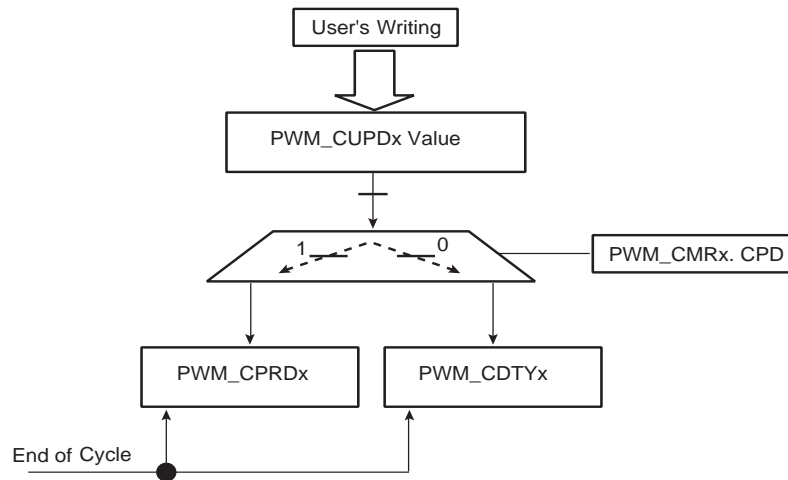 User's Writing
PWM_CUPDx Value
1
0
PWM_CMRx. CPD
PWM_CPRDx
PWM_CDTYx
End of Cycle